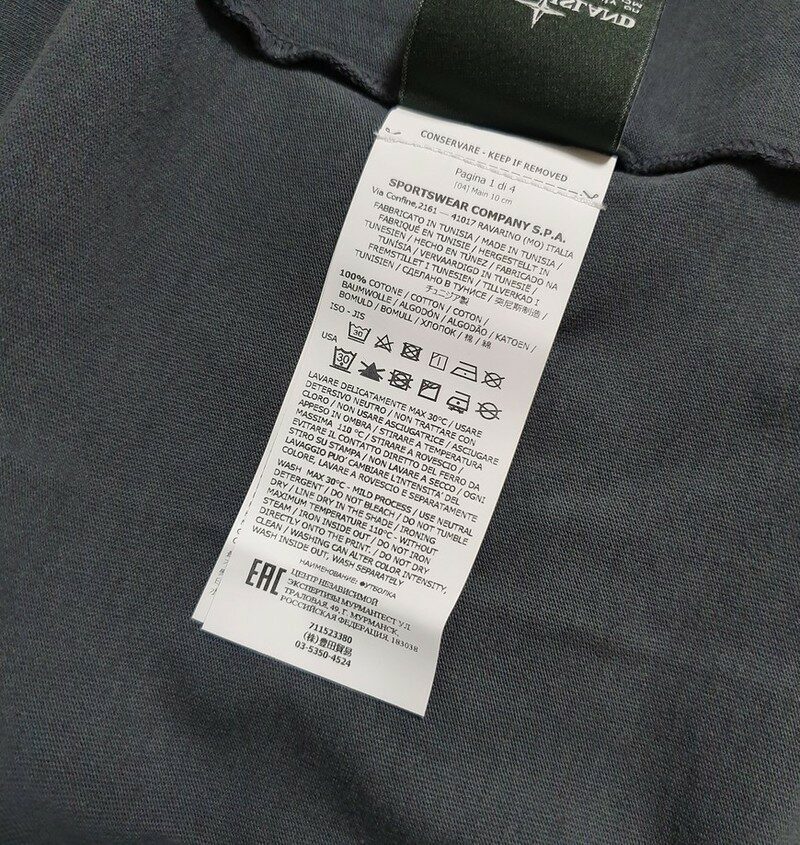 ISLAND
CONSERVARE - KEEP IF REMOVED
Pagina 1 di 4
[04] Main 10 cm
SPORTSWEAR COMPANY S.P.A.
Via Confine,2161 — 41017 RAVARINO (MO) ITALIA
FABBRICATO IN TUNISIA / MADE IN TUNISIA /
FABRIQUÉ EN TUNISIE / HERGESTELLT IN
TUNESIEN / HECHO EN TÚNEZ / FABRICADO NA
TUNÍSIA / VERVAARDIGD IN TUNESIË /
FREMSTILLET I TUNESIEN / TILLVERKAD I
TUNISIEN / СДЕЛАНО В ТУНИСЕ / 突尼斯制造 /
チュニジア製
100% COTONE / COTTON / COTON /
BAUMWOLLE / ALGODÓN / ALGODÃO / KATOEN /
BOMULD / BOMULL / ХЛОПОК / 棉 / 綿
ISO - JIS
30
USA
30
LAVARE DELICATAMENTE MAX 30°C / USARE
DETERSIVO NEUTRO / NON TRATTARE CON
CLORO / NON USARE ASCIUGATRICE / ASCIUGARE
APPESO IN OMBRA / STIRARE A TEMPERATURA
MASSIMA 110 °C / STIRARE A ROVESCIO /
EVITARE IL CONTATTO DIRETTO DEL FERRO DA
STIRO SU STAMPA / NON LAVARE A SECCO / OGNI
LAVAGGIO PUO' CAMBIARE L'INTENSITA' DEL
COLORE, LAVARE A ROVESCIO E SEPARATAMENTE
WASH MAX 30°C - MILD PROCESS / USE NEUTRAL
DETERGENT / DO NOT BLEACH / DO NOT TUMBLE
DRY / LINE DRY IN THE SHADE / IRONING
MAXIMUM TEMPERATURE 110°C - WITHOUT
STEAM / IRON INSIDE OUT / DO NOT IRON
DIRECTLY ONTO THE PRINT. / DO NOT DRY
CLEAN / WASHING CAN ALTER COLOR INTENSITY,
WASH INSIDE OUT, WASH SEPARATELY
EAC
НАИМЕНОВАНИЕ: ФУТБОЛКА
ЦЕНТР НЕЗАВИСИМОЙ
ЭКСПЕРТИЗЫ МУРМАНТЕСТ УЛ.
ТРАЛОВАЯ, 49, Г. МУРМАНСК,
РОССИЙСКАЯ ФЕДЕРАЦИЯ, 183038
711523380
(株)豊田貿易
03-5350-4524